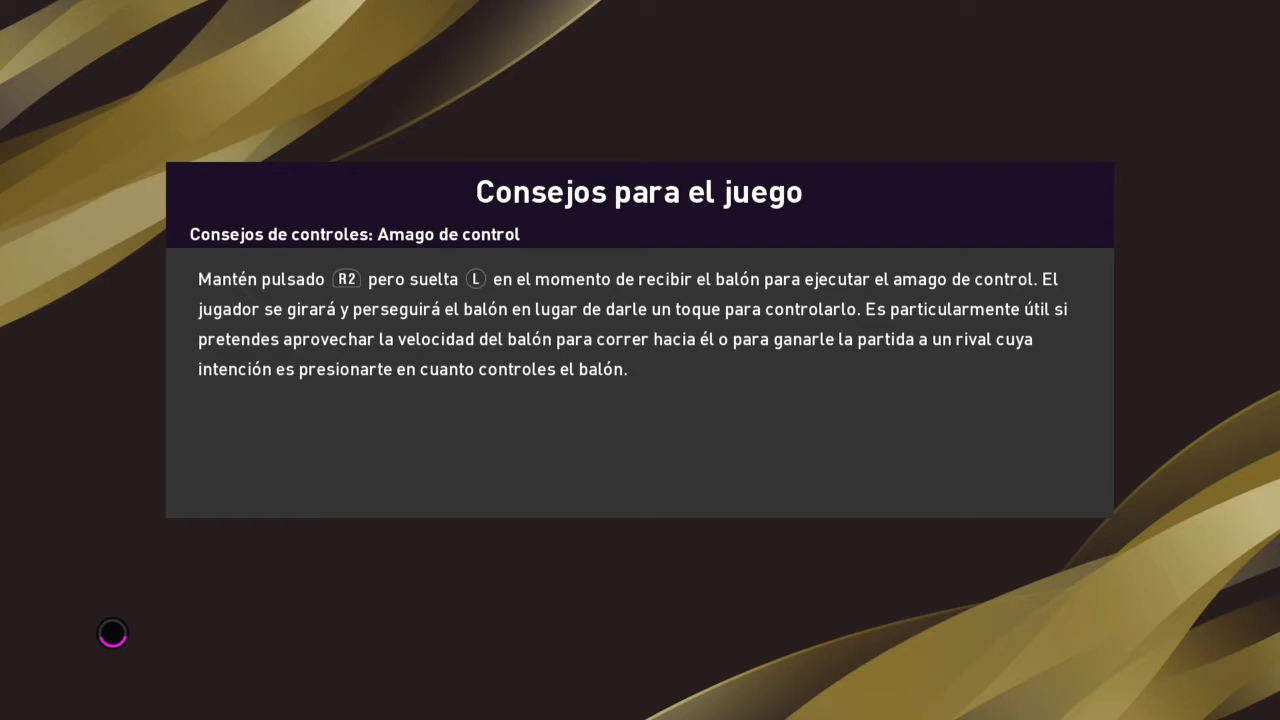 Consejos para el juego
Consejos de controles: Amago de control
Mantén pulsado R2 pero suelta L en el momento de recibir el balón para ejecutar el amago de control. El
jugador se girará y perseguirá el balón en lugar de darle un toque para controlarlo. Es particularmente útil si
pretendes aprovechar la velocidad del balón para correr hacia él o para ganarle la partida a un rival cuya
intención es presionarte en cuanto controles el balón.